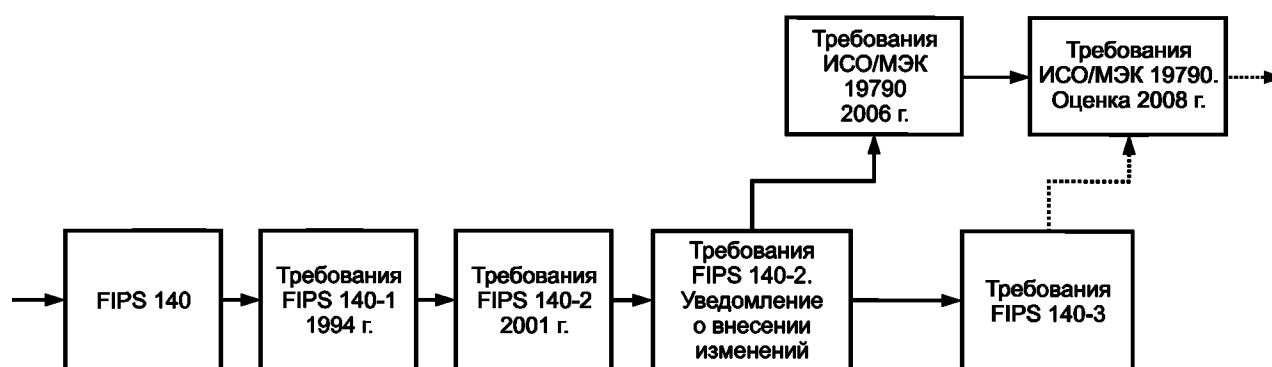 Требования
ИСО/МЭК
19790
2006 г.
Требования
ИСО/МЭК 19790.
Оценка 2008 г.
FIPS 140
Требования
FIPS 140-1
1994 г.
Требования
FIPS 140-2
2001 г.
Требования
FIPS 140-2.
Уведомление
о внесении
изменений
Требования
FIPS 140-3